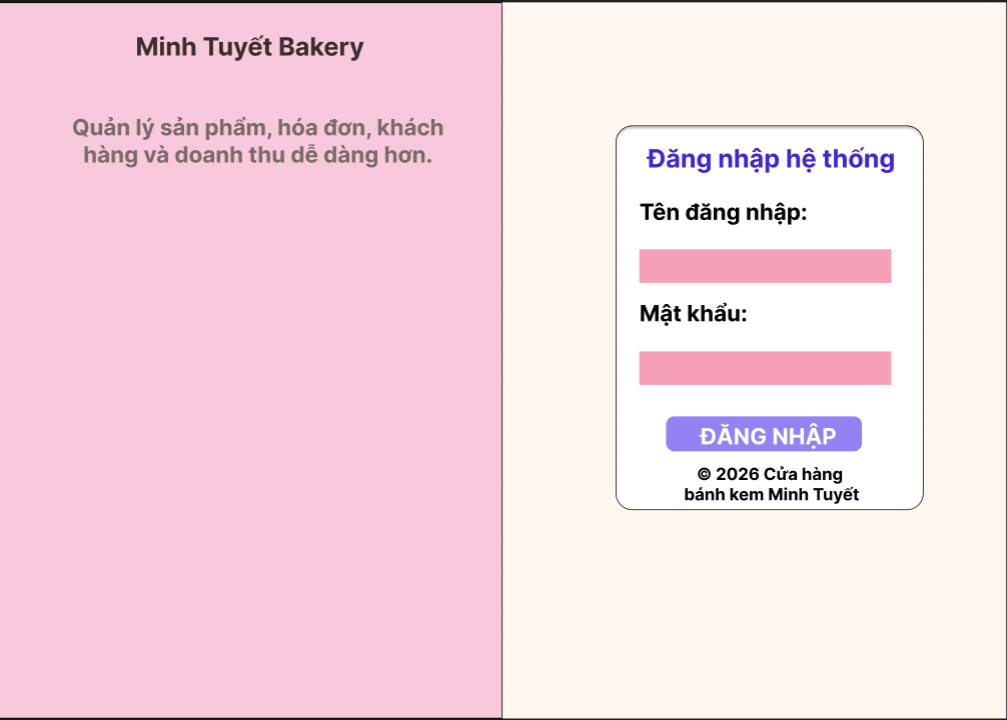 Minh Tuyết Bakery
Quản lý sản phẩm, hóa đơn, khách
hàng và doanh thu dễ dàng hơn.
Đăng nhập hệ thống
Tên đăng nhập:
Mật khẩu:
ĐĂNG NHẬP
© 2026 Cửa hàng
bánh kem Minh Tuyết